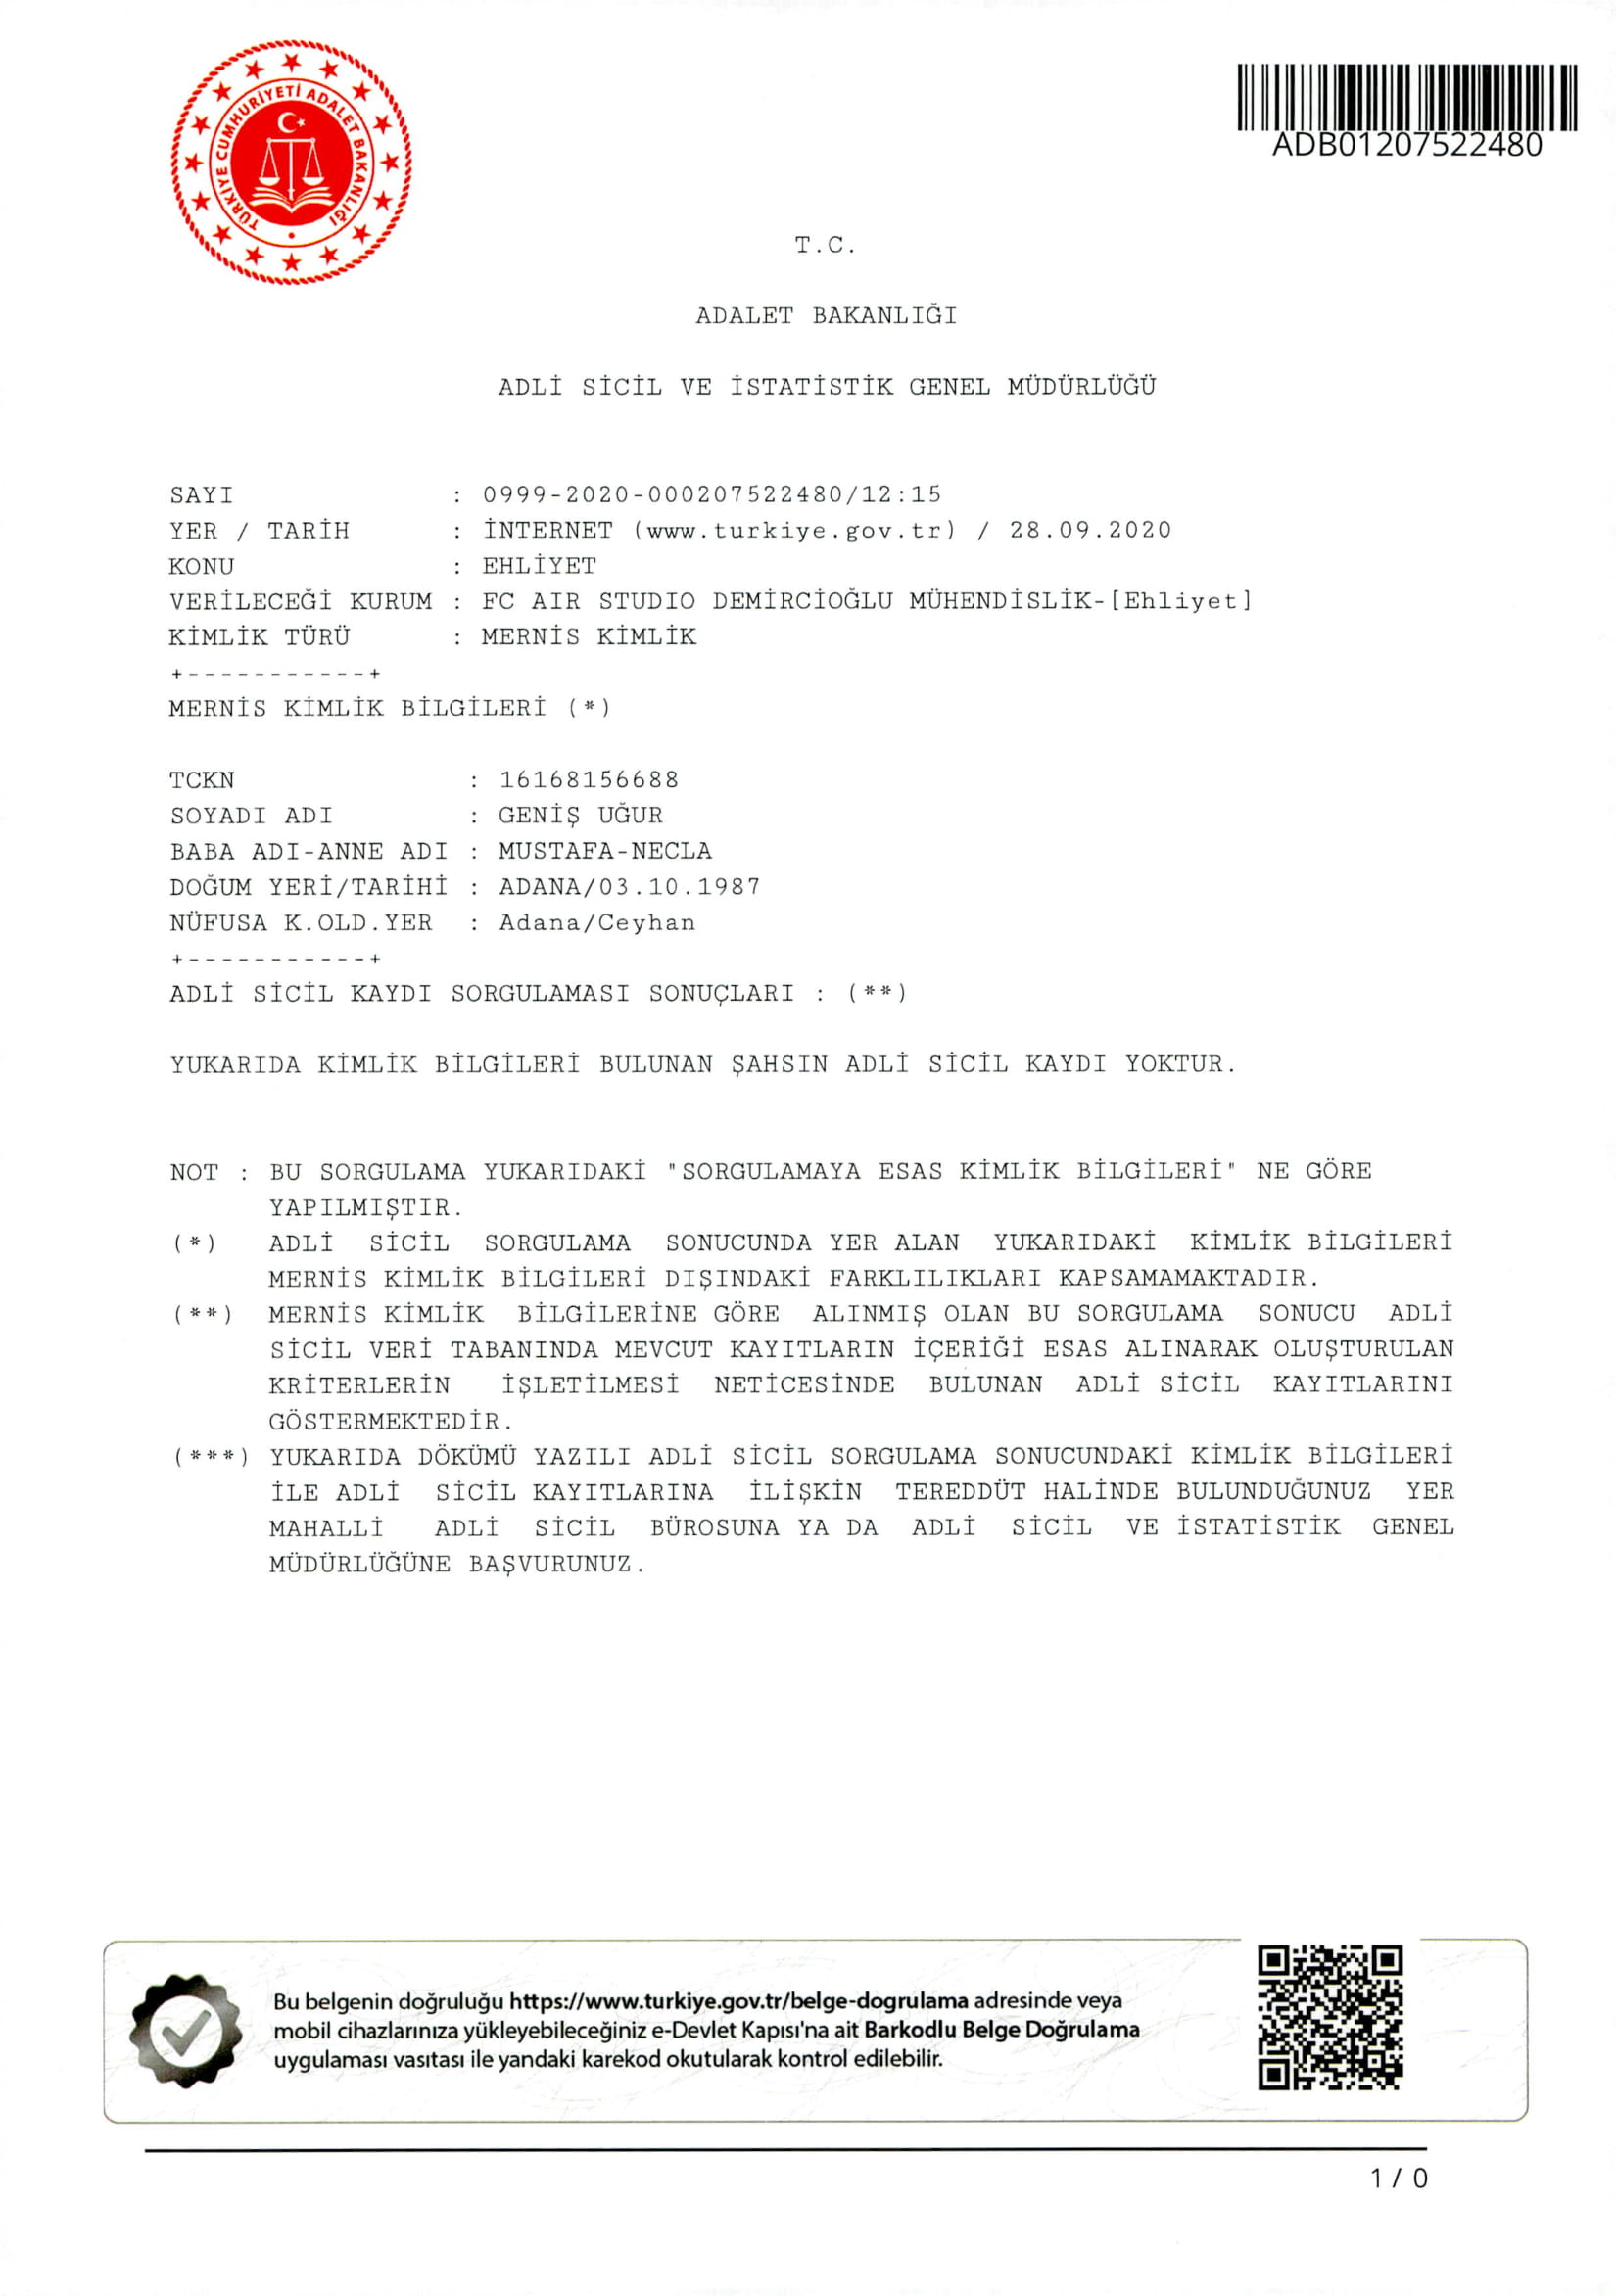 TÜRKİYE CUMHURİYETİ ADALET BAKANLIĞI
ADB01207522480
T.C.
ADALET BAKANLIĞI
ADLİ SİCİL VE İSTATİSTİK GENEL MÜDÜRLÜĞÜ
SAYI : 0999-2020-000207522480/12:15
YER / TARİH : İNTERNET (www.turkiye.gov.tr) / 28.09.2020
KONU : EHLİYET
VERİLECEĞİ KURUM : FC AIR STUDIO DEMİRCİOĞLU MÜHENDİSLİK-[Ehliyet]
KİMLİK TÜRÜ : MERNİS KİMLİK
+-----------+
MERNİS KİMLİK BİLGİLERİ (*)
TCKN : 16168156688
SOYADI ADI : GENİŞ UĞUR
BABA ADI-ANNE ADI : MUSTAFA-NECLA
DOĞUM YERİ/TARİHİ : ADANA/03.10.1987
NÜFUSA K.OLD.YER : Adana/Ceyhan
+-----------+
ADLİ SİCİL KAYDI SORGULAMASI SONUÇLARI : (**)
YUKARIDA KİMLİK BİLGİLERİ BULUNAN ŞAHSIN ADLİ SİCİL KAYDI YOKTUR.
NOT : BU SORGULAMA YUKARIDAKİ "SORGULAMAYA ESAS KİMLİK BİLGİLERİ" NE GÖRE
YAPILMIŞTIR.
(*) ADLİ SİCİL SORGULAMA SONUCUNDA YER ALAN YUKARIDAKİ KİMLİK BİLGİLERİ
MERNİS KİMLİK BİLGİLERİ DIŞINDAKİ FARKLILIKLARI KAPSAMAMAKTADIR.
(**) MERNİS KİMLİK BİLGİLERİNE GÖRE ALINMIŞ OLAN BU SORGULAMA SONUCU ADLİ
SİCİL VERİ TABANINDA MEVCUT KAYITLARIN İÇERİĞİ ESAS ALINARAK OLUŞTURULAN
KRİTERLERİN İŞLETİLMESİ NETİCESİNDE BULUNAN ADLİ SİCİL KAYITLARINI
GÖSTERMEKTEDİR.
(***) YUKARIDA DÖKÜMÜ YAZILI ADLİ SİCİL SORGULAMA SONUCUNDAKİ KİMLİK BİLGİLERİ
İLE ADLİ SİCİL KAYITLARINA İLİŞKİN TEREDDÜT HALİNDE BULUNDUĞUNUZ YER
MAHALLİ ADLİ SİCİL BÜROSUNA YA DA ADLİ SİCİL VE İSTATİSTİK GENEL
MÜDÜRLÜĞÜNE BAŞVURUNUZ.
Bu belgenin doğruluğu https://www.turkiye.gov.tr/belge-dogrulama adresinde veya
mobil cihazlarınıza yükleyebileceğiniz e-Devlet Kapısı'na ait Barkodlu Belge Doğrulama
uygulaması vasıtası ile yandaki karekod okutularak kontrol edilebilir.
1 / 0